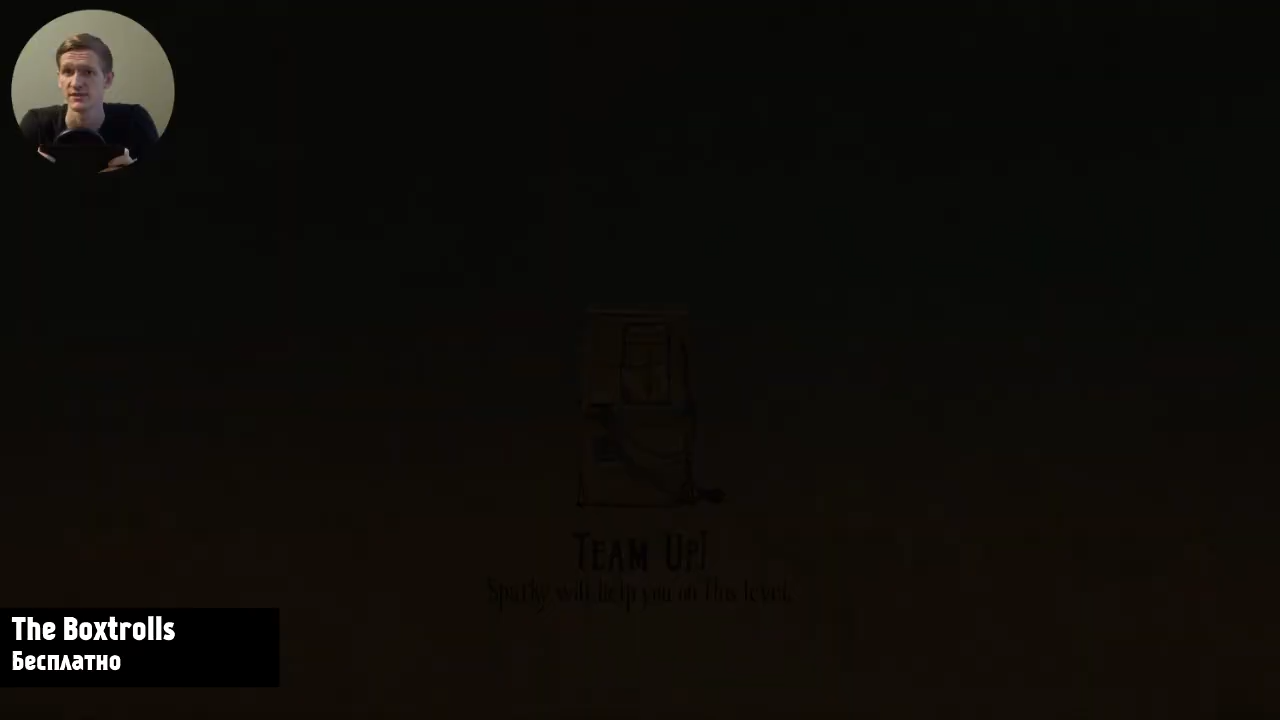 TEAM UP!
Sparky will help you on this level.
The Boxtrolls
Бесплатно